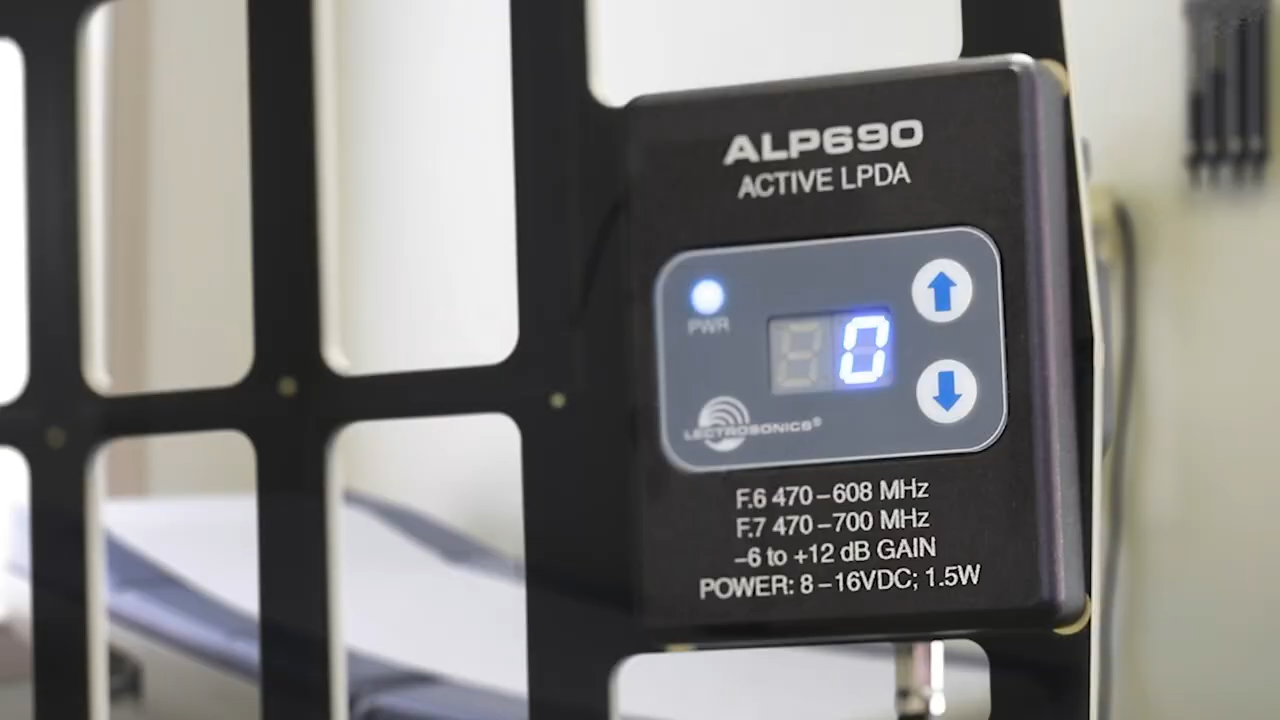 ALP690
ACTIVE LPDA
PWR
0
LECTROSONICS®
F.6 470–608 MHz
F.7 470–700 MHz
–6 to +12 dB GAIN
POWER: 8–16VDC; 1.5W